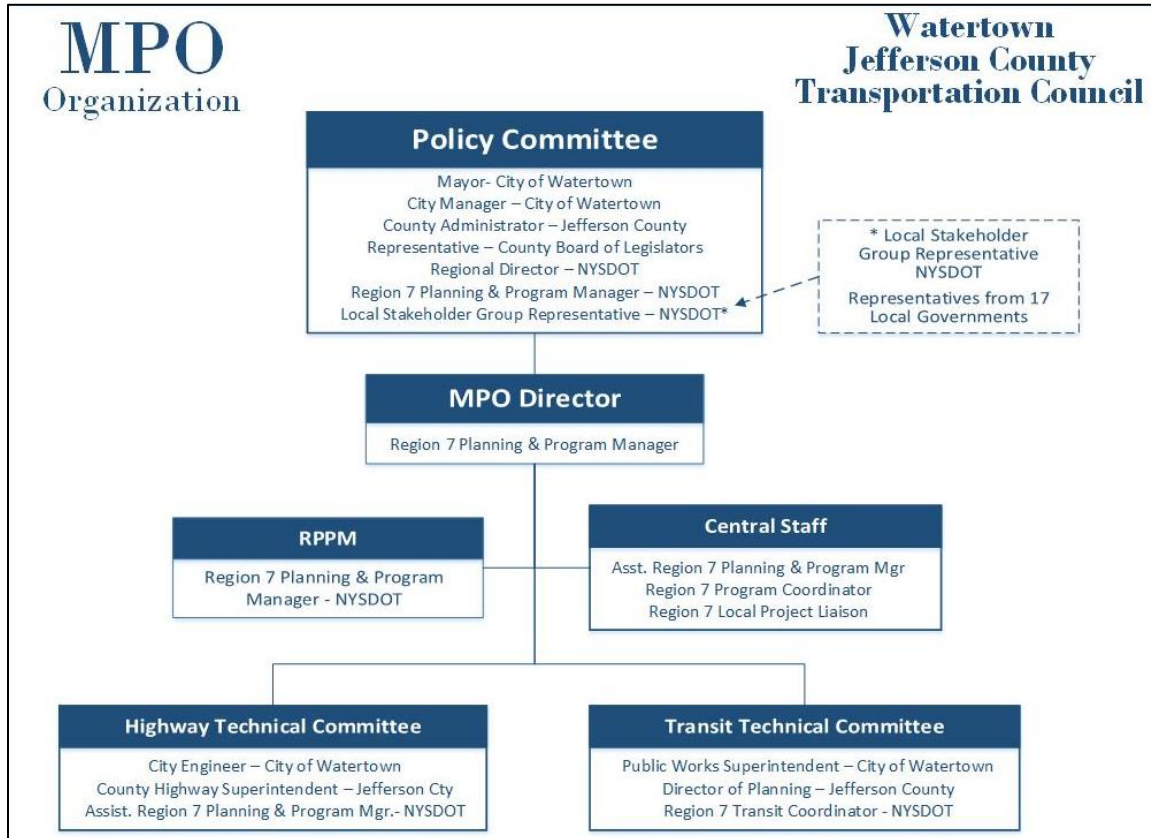 MPO
Organization
Watertown
Jefferson County
Transportation Council
Policy Committee
Mayor- City of Watertown
City Manager – City of Watertown
County Administrator – Jefferson County
Representative – County Board of Legislators
Regional Director – NYSDOT
Region 7 Planning & Program Manager – NYSDOT
Local Stakeholder Group Representative – NYSDOT*
* Local Stakeholder
Group Representative
NYSDOT
Representatives from 17
Local Governments
MPO Director
Region 7 Planning & Program Manager
RPPM
Region 7 Planning & Program
Manager - NYSDOT
Central Staff
Asst. Region 7 Planning & Program Mgr
Region 7 Program Coordinator
Region 7 Local Project Liaison
Highway Technical Committee
City Engineer – City of Watertown
County Highway Superintendent – Jefferson Cty
Assist. Region 7 Planning & Program Mgr.- NYSDOT
Transit Technical Committee
Public Works Superintendent – City of Watertown
Director of Planning – Jefferson County
Region 7 Transit Coordinator - NYSDOT